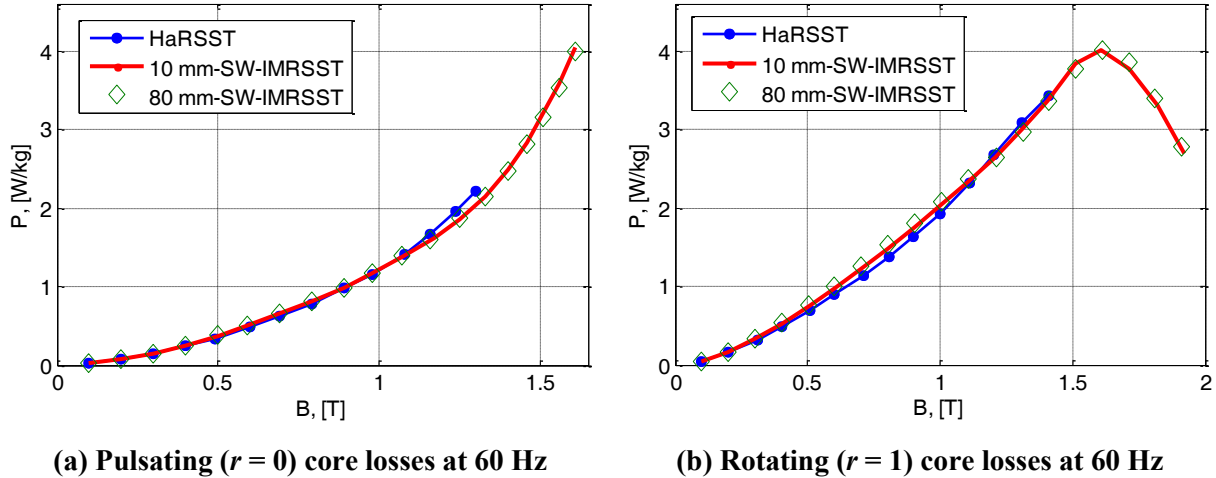 HaRSST
10 mm-SW-IMRSST
80 mm-SW-IMRSST
4
3
2
1
0
P, [W/kg]
0 0.5 1 1.5
B, [T]
(a) Pulsating (r = 0) core losses at 60 Hz
HaRSST
10 mm-SW-IMRSST
80 mm-SW-IMRSST
4
3
2
1
0
P, [W/kg]
0 0.5 1 1.5 2
B, [T]
(b) Rotating (r = 1) core losses at 60 Hz